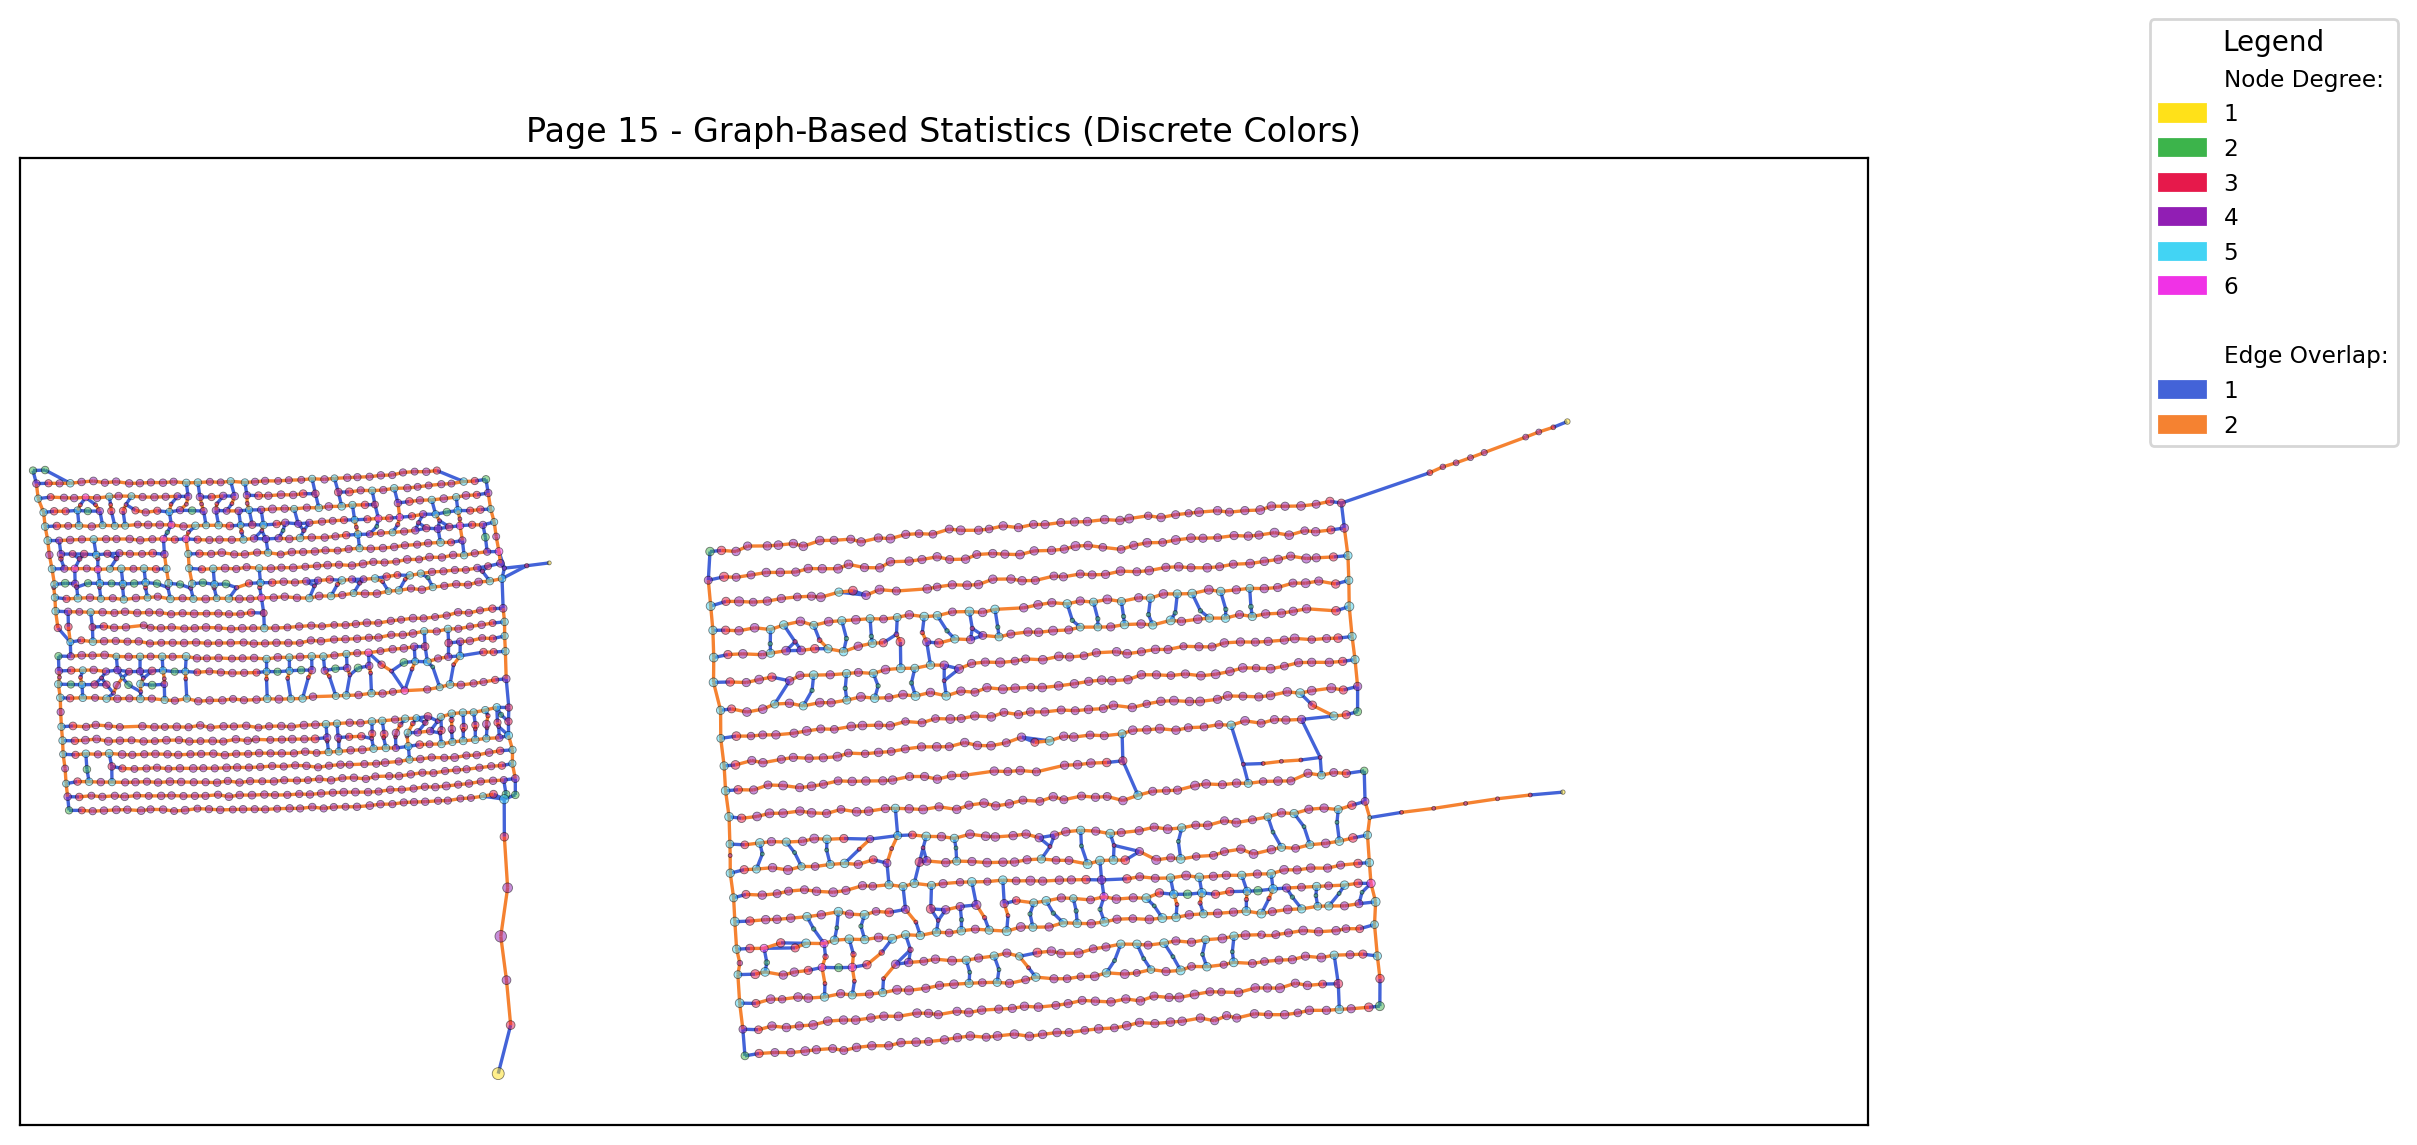 Page 15 - Graph-Based Statistics (Discrete Colors)
Legend
Node Degree:
1
2
3
4
5
6
Edge Overlap:
1
2